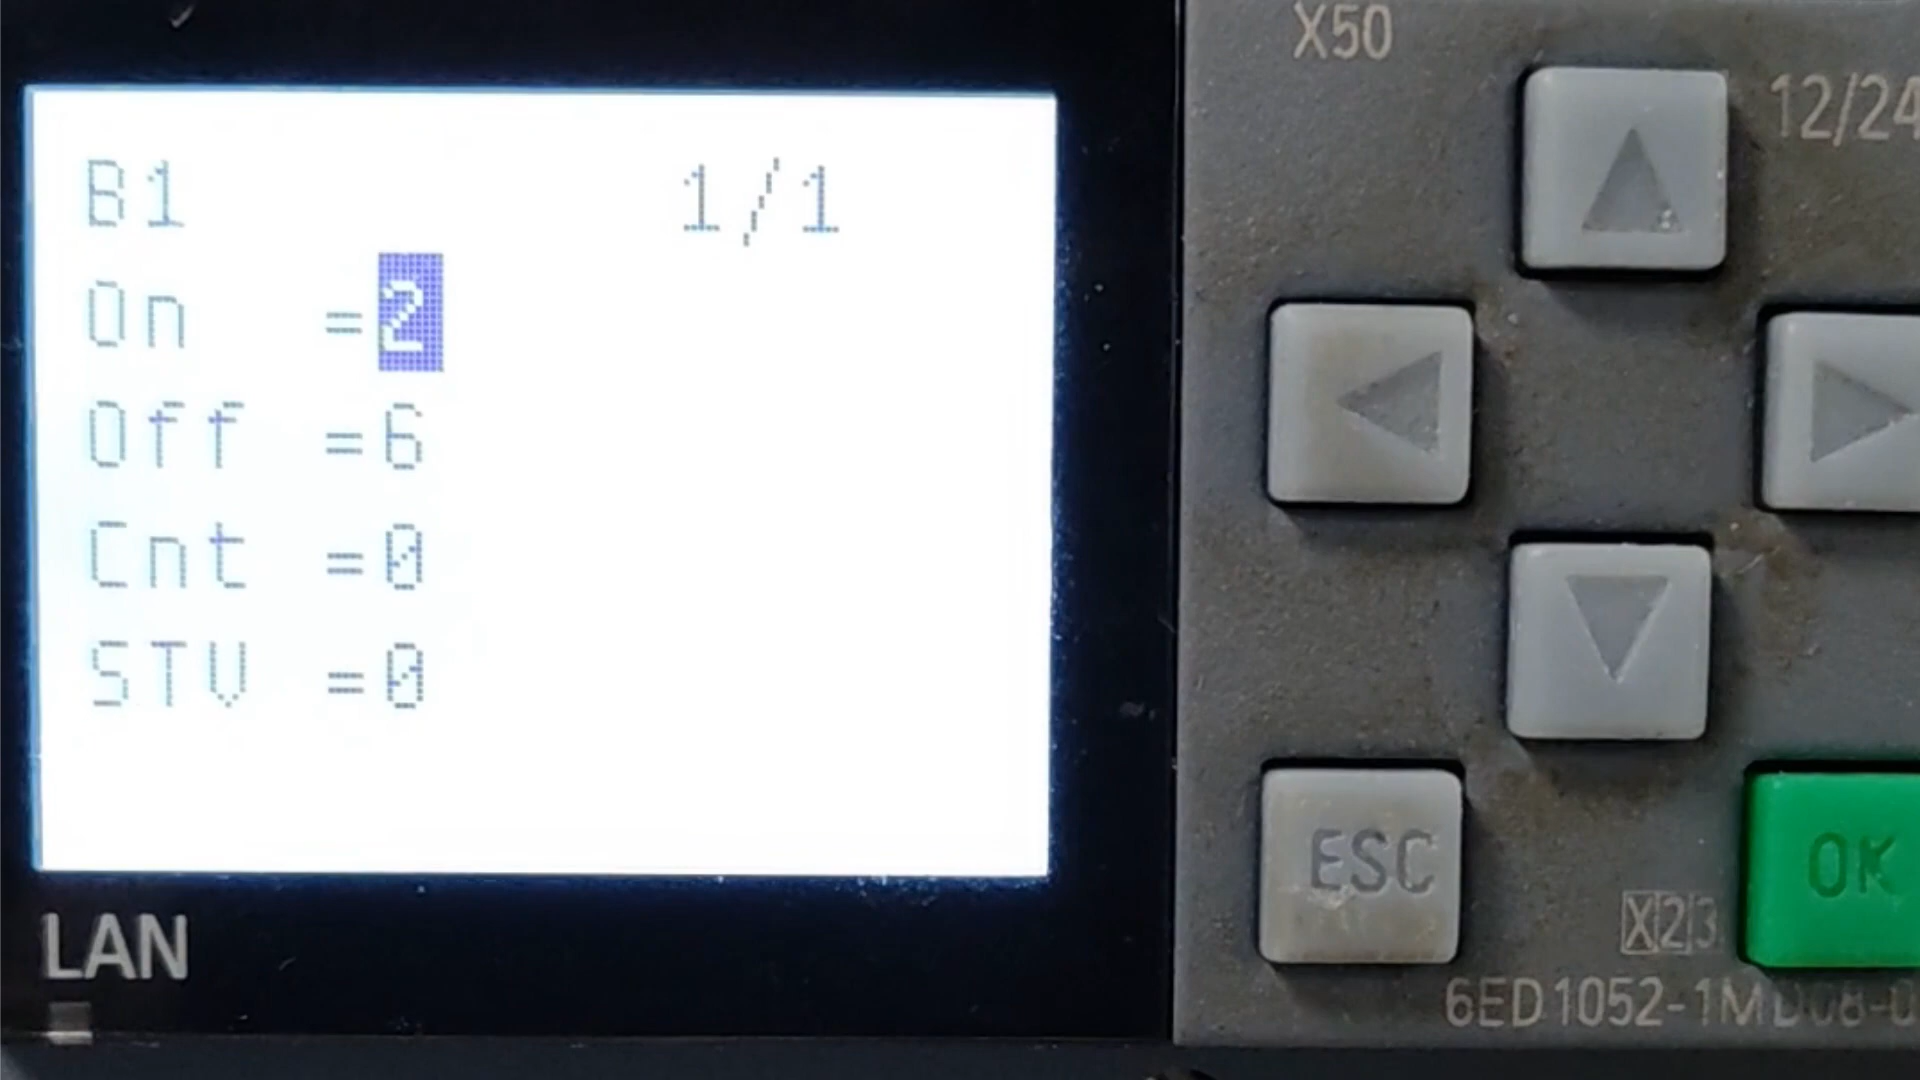 X50
12/24
B1 1/1
On =2
Off =6
Cnt =0
STV =0
ESC
OK
LAN
X 2 3
6ED1052-1MD08-0